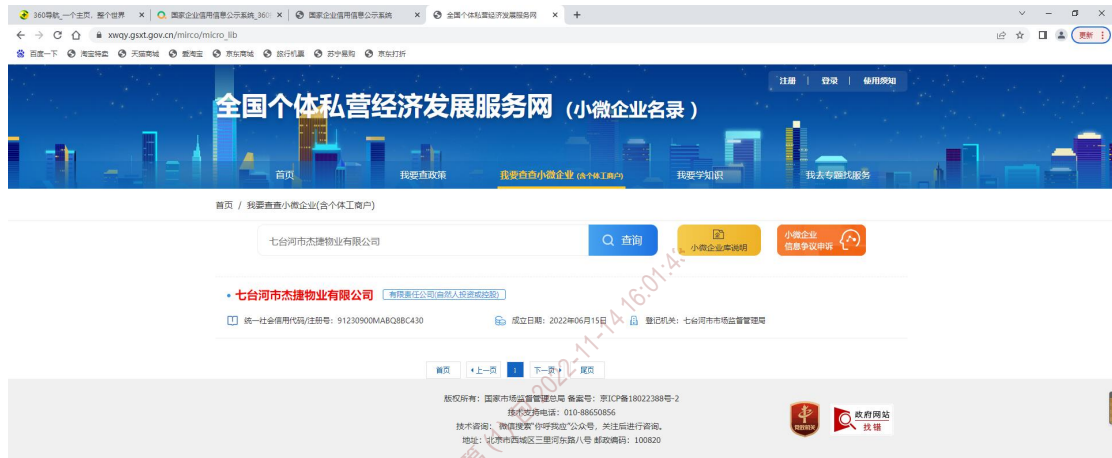 360导航_一个主页，整个世界
国家企业信用信息公示系统_360
国家企业信用信息公示系统
全国个体私营经济发展服务网
xwqy.gsxt.gov.cn/mirco/micro_lib
更新
百度一下 淘宝特卖 天猫商城 爱淘宝 京东商城 旅行机票 苏宁易购 京东打折
注册 | 登录 | 使用须知
全国个体私营经济发展服务网（小微企业名录）
首页 我要查政策 我要查查小微企业(含个体工商户) 我要学知识 我去专题找服务
首页 / 我要查查小微企业(含个体工商户)
七台河市杰捷物业有限公司
查询
小微企业库说明
小微企业
信息争议申诉
七台河市杰捷物业有限公司 有限责任公司(自然人投资或控股)
统一社会信用代码/注册号：91230900MABQ8BC430 成立日期：2022年06月15日 登记机关：七台河市市场监督管理局
首页 上一页 1 下一页 尾页
版权所有：国家市场监督管理总局 备案号：京ICP备18022388号-2
技术支持电话：010-88650856
技术咨询：微信搜索"你呼我应"公众号，关注后进行咨询。
地址：北京市西城区三里河东路八号 邮政编码：100820
党政机关
政府网站
找错
2022-11-14 16:01:4